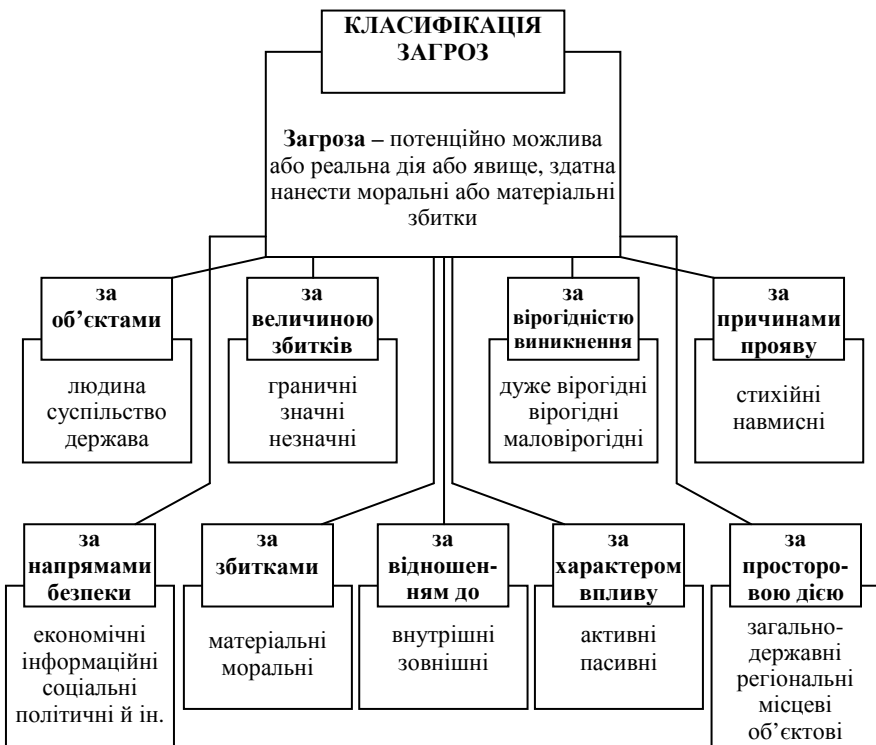 КЛАСИФІКАЦІЯ
ЗАГРОЗ
Загроза – потенційно можлива
або реальна дія або явище, здатна
нанести моральні або матеріальні
збитки
за
об’єктами
людина
суспільство
держава
за
величиною
збитків
граничні
значні
незначні
за
вірогідністю
виникнення
дуже вірогідні
вірогідні
маловірогідні
за
причинами
прояву
стихійні
навмисні
за
напрямами
безпеки
економічні
інформаційні
соціальні
політичні й ін.
за
збитками
матеріальні
моральні
за
відношен-
ням до
внутрішні
зовнішні
за
характером
впливу
активні
пасивні
за
просторо-
вою дією
загально-
державні
регіональні
місцеві
об’єктові